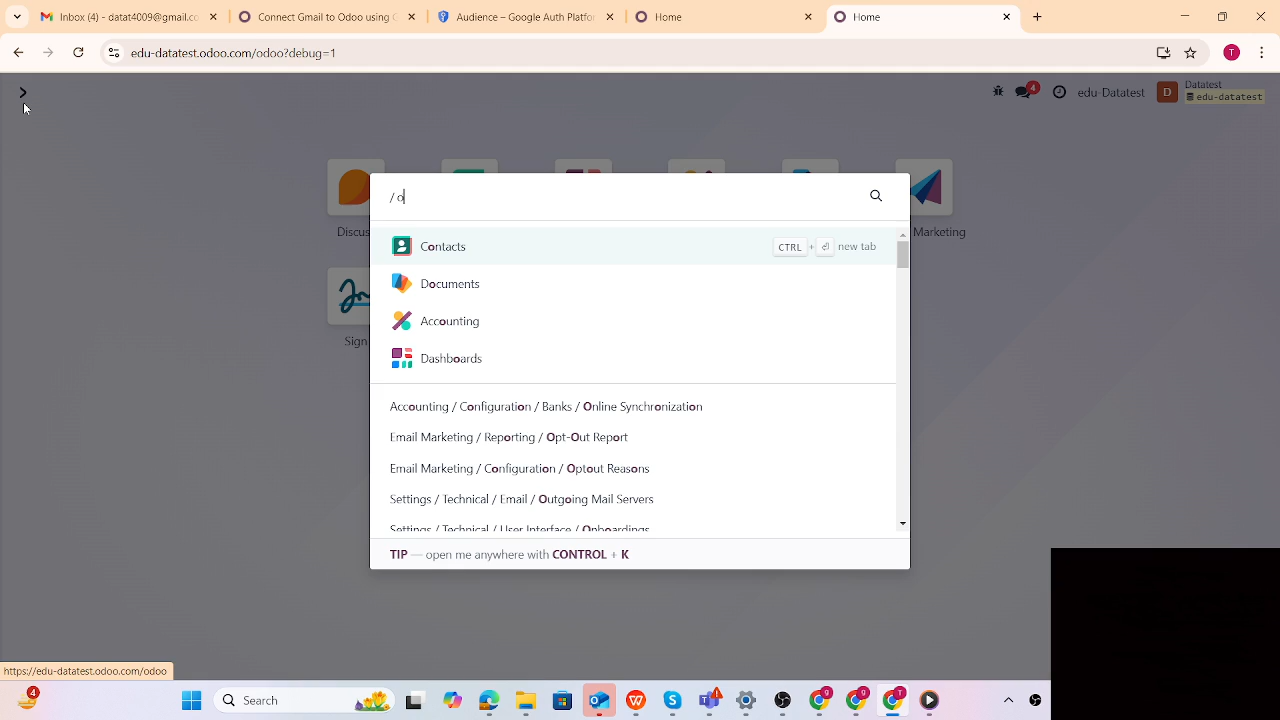 Inbox (4) - datat4009@gmail.co
Connect Gmail to Odoo using
Audience – Google Auth Platfor
Home
Home
edu-datatest.odoo.com/odoo?debug=1
T
4
edu-Datatest
D
Datatest
edu-datatest
/ o
Discus
Marketing
Sign
Contacts
CTRL + new tab
Documents
Accounting
Dashboards
Accounting / Configuration / Banks / Online Synchronization
Email Marketing / Reporting / Opt-Out Report
Email Marketing / Configuration / Optout Reasons
Settings / Technical / Email / Outgoing Mail Servers
Settings / Technical / User Interface / Onboardings
TIP — open me anywhere with CONTROL + K
https://edu-datatest.odoo.com/odoo
4
Search